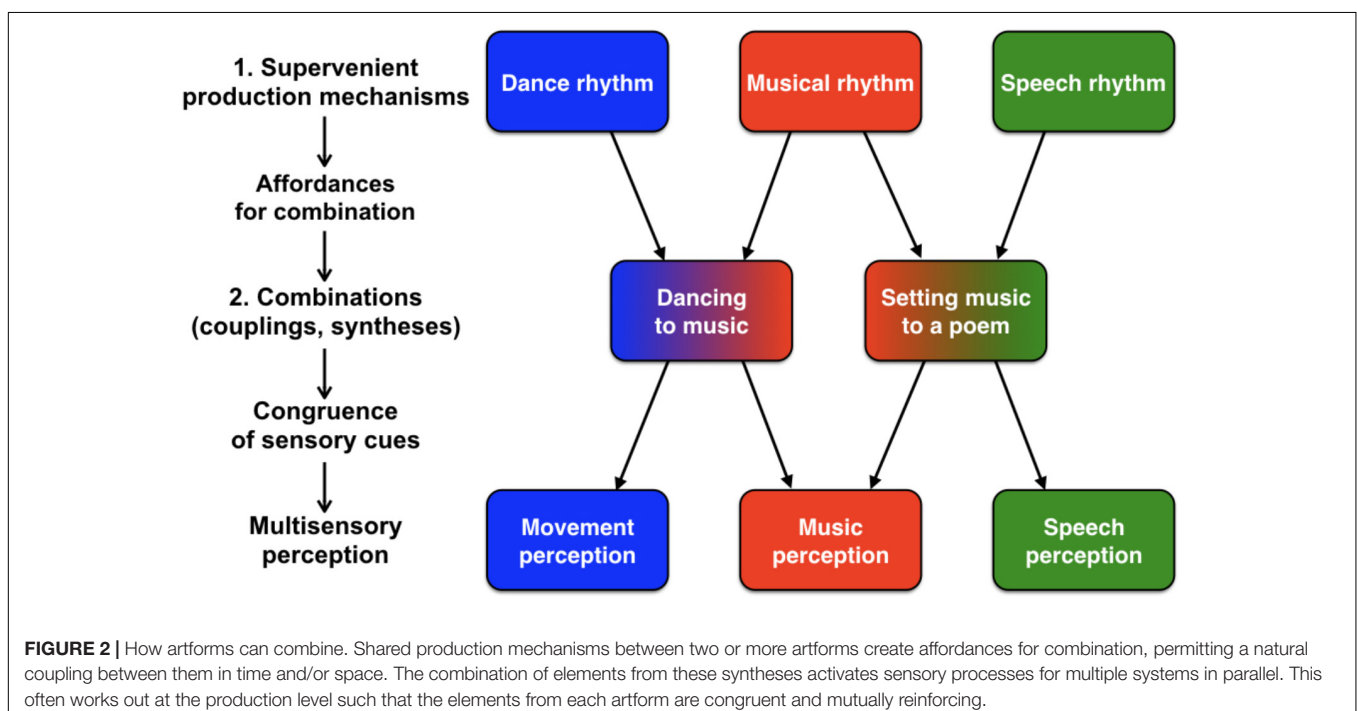 1. Supervenient
production mechanisms
Dance rhythm
Musical rhythm
Speech rhythm
Affordances
for combination
2. Combinations
(couplings, syntheses)
Dancing
to music
Setting music
to a poem
Congruence
of sensory cues
Multisensory
perception
Movement
perception
Music
perception
Speech
perception
FIGURE 2 | How artforms can combine. Shared production mechanisms between two or more artforms create affordances for combination, permitting a natural
coupling between them in time and/or space. The combination of elements from these syntheses activates sensory processes for multiple systems in parallel. This
often works out at the production level such that the elements from each artform are congruent and mutually reinforcing.